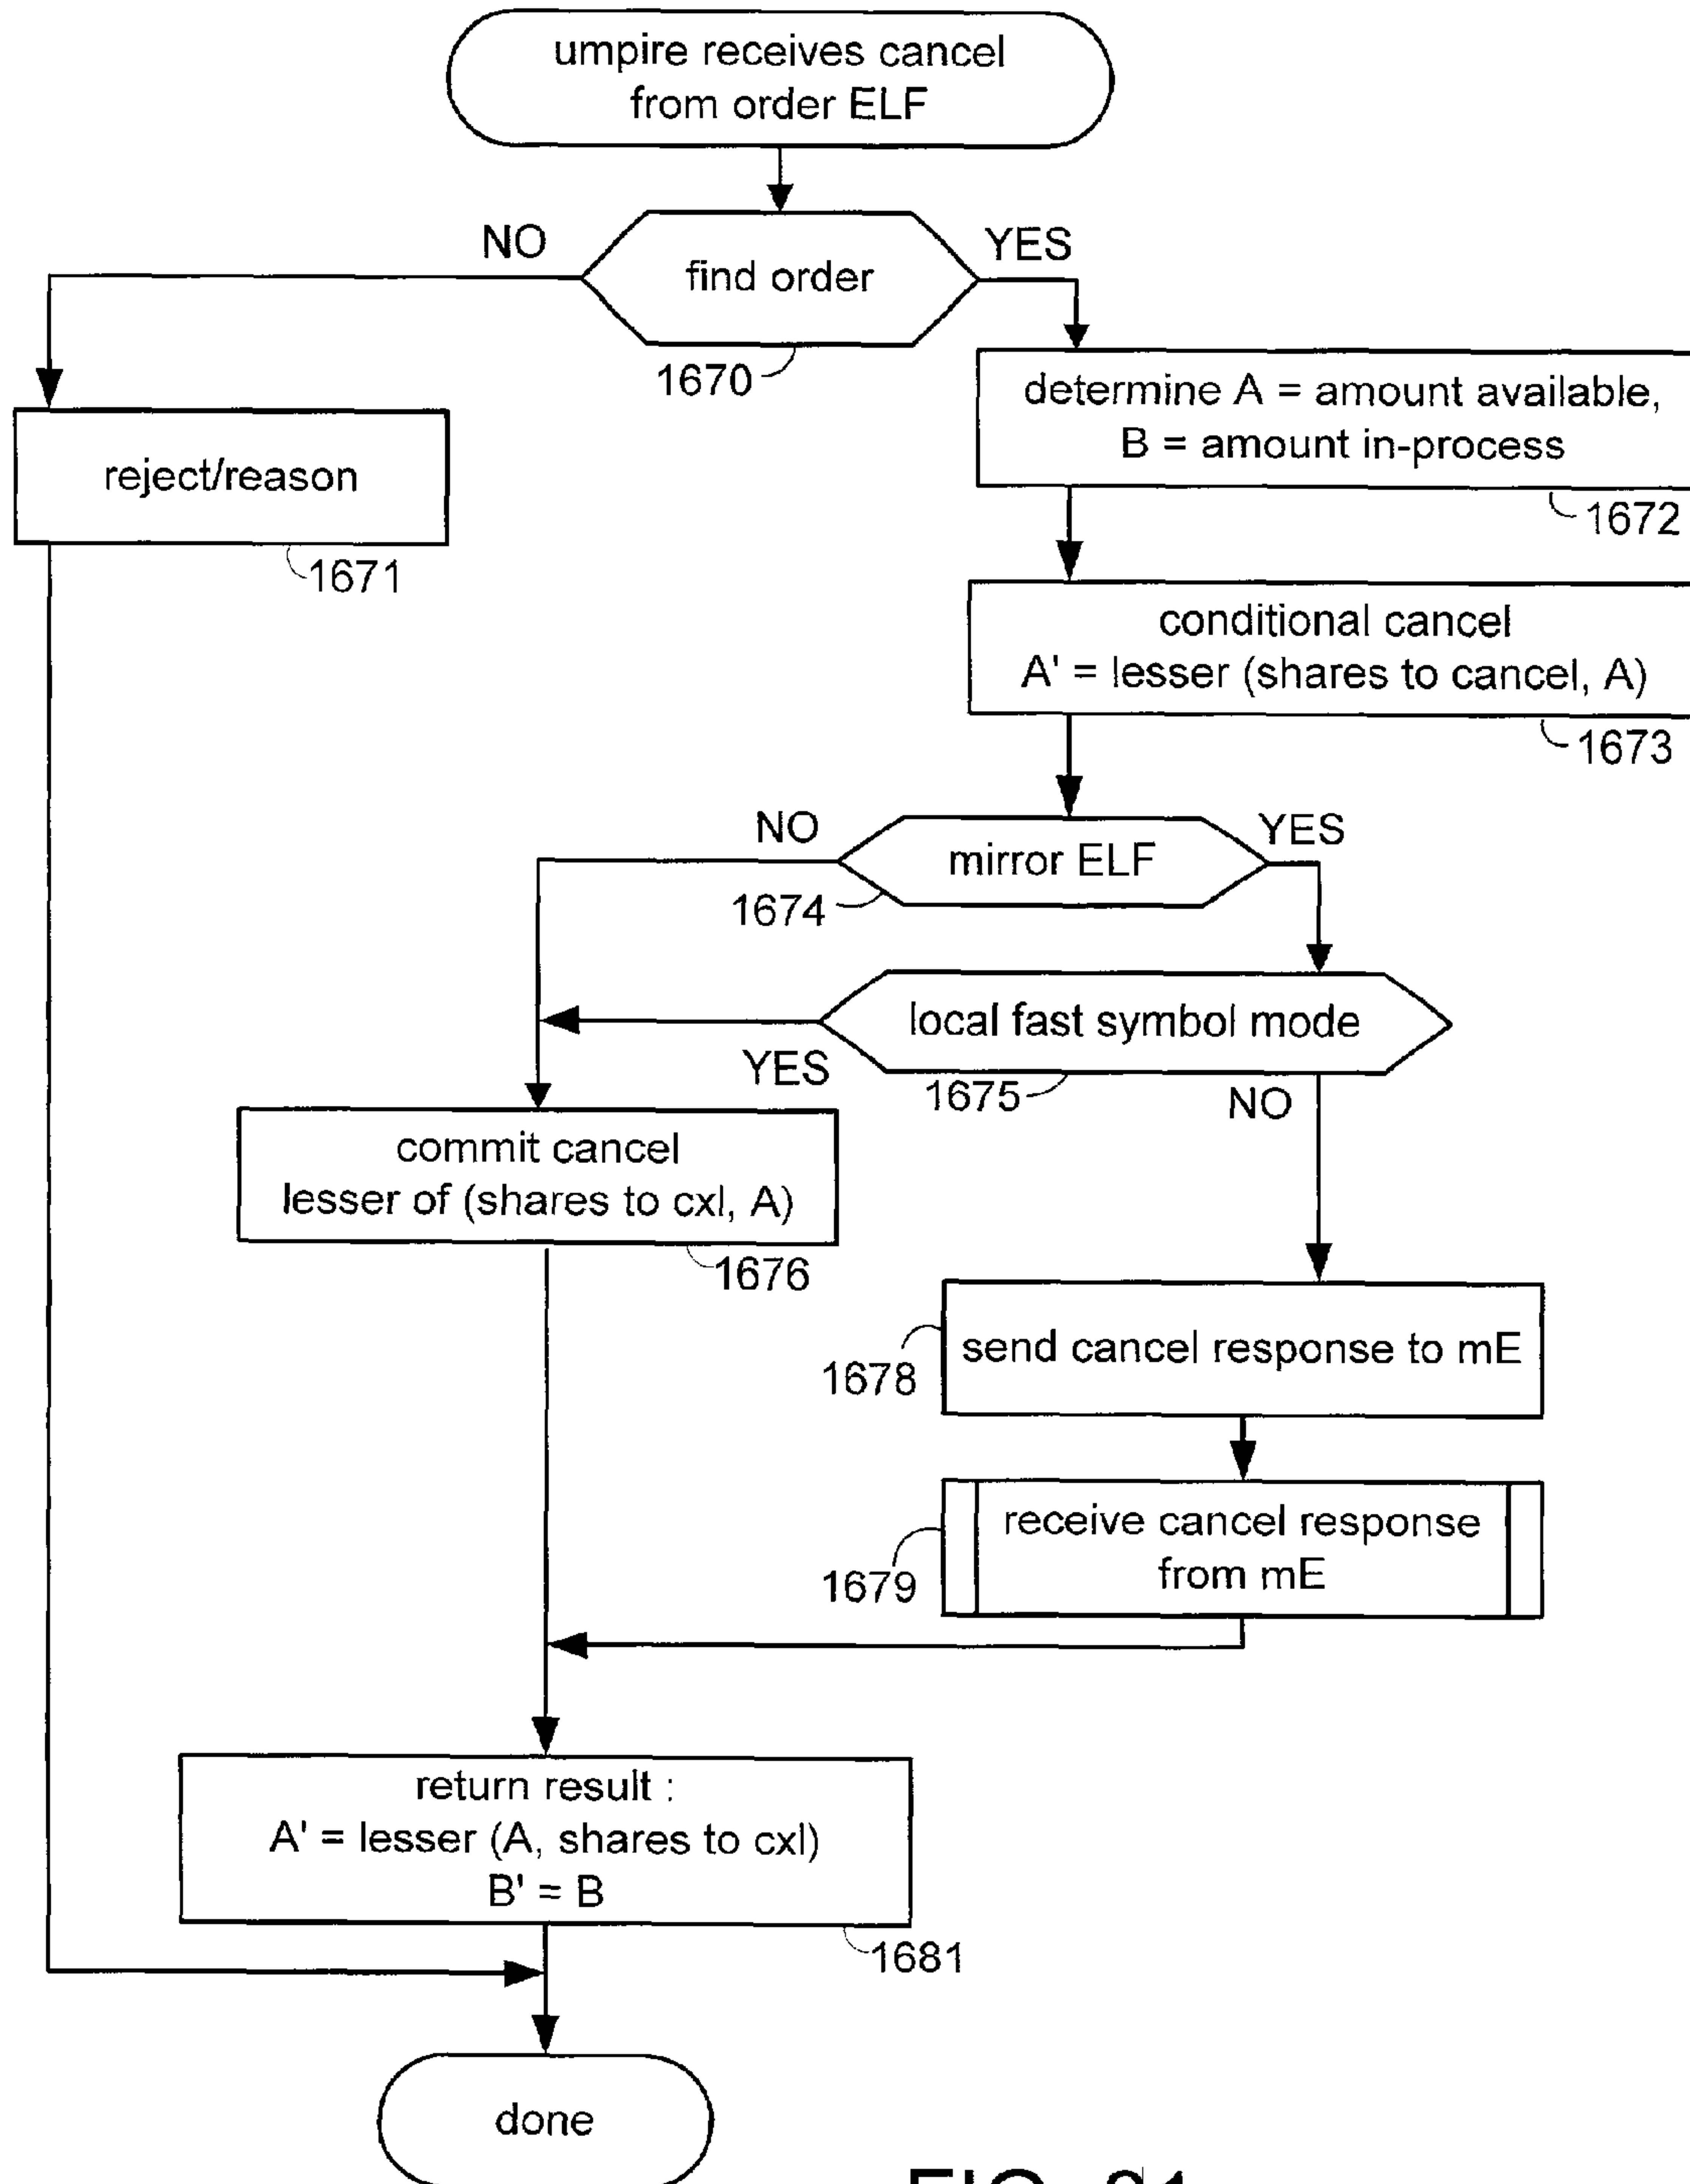 umpire receives cancel
from order ELF
NO
YES
find order
1670
determine A = amount available,
B = amount in-process
1672
reject/reason
1671
conditional cancel
A' = lesser (shares to cancel, A)
1673
NO
YES
mirror ELF
1674
local fast symbol mode
YES
1675
NO
commit cancel
lesser of (shares to cxl, A)
1676
send cancel response to mE
1678
receive cancel response
from mE
1679
return result :
A' = lesser (A, shares to cxl)
B' = B
1681
done